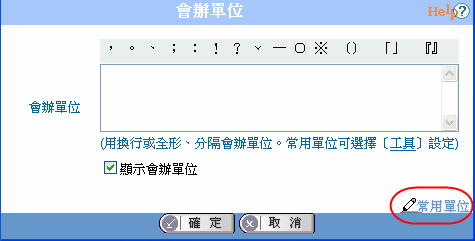 會辦單位
Help?
，。、；：！？ˇ—○※（）「」『』
會辦單位
(用換行或全形、分隔會辦單位。常用單位可選擇〔工具〕設定)
顯示會辦單位
常用單位
確 定 取 消